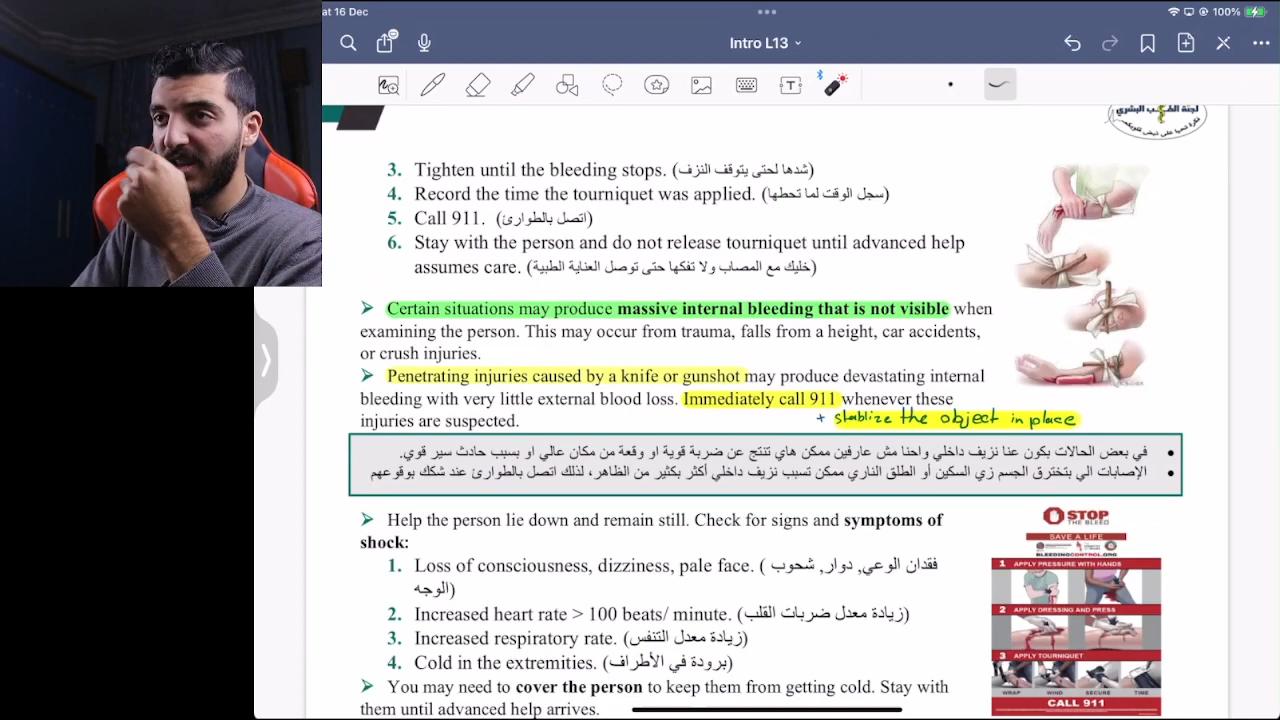 at 16 Dec
100%
Intro L13
لجنة الطب البشري
3. Tighten until the bleeding stops. (شدها لحتى يتوقف النزف)
4. Record the time the tourniquet was applied. (سجل الوقت لما تحطها)
5. Call 911. (اتصل بالطوارئ)
6. Stay with the person and do not release tourniquet until advanced help
assumes care. (خليك مع المصاب ولا تفكها حتى توصل العناية الطبية)
➢ Certain situations may produce massive internal bleeding that is not visible when
examining the person. This may occur from trauma, falls from a height, car accidents,
or crush injuries.
➢ Penetrating injuries caused by a knife or gunshot may produce devastating internal
bleeding with very little external blood loss. Immediately call 911 whenever these
injuries are suspected.
+ stablize the object in place
• في بعض الحالات بكون عنا نزيف داخلي واحنا مش عارفين ممكن هاي تنتج عن ضربة قوية او وقعة من مكان عالي او بسبب حادث سير قوي.
• الإصابات الي بتخترق الجسم زي السكين أو الطلق الناري ممكن تسبب نزيف داخلي أكثر بكثير من الظاهر، لذلك اتصل بالطوارئ عند شكك بوقوعهم
➢ Help the person lie down and remain still. Check for signs and symptoms of
shock:
Loss of consciousness, dizziness, pale face. (فقدان الوعي, دوار, شحوب
الوجه)
2. Increased heart rate > 100 beats/ minute. (زيادة معدل ضربات القلب)
3. Increased respiratory rate. (زيادة معدل التنفس)
4. Cold in the extremities. (برودة في الأطراف)
➢ You may need to cover the person to keep them from getting cold. Stay with
them until advanced help arrives.
STOP
THE BLEED
SAVE A LIFE
BLEEDINGCONTROL.ORG
1 APPLY PRESSURE WITH HANDS
2 APPLY DRESSING AND PRESS
3 APPLY TOURNIQUET
WRAP WIND SECURE TIME
CALL 911